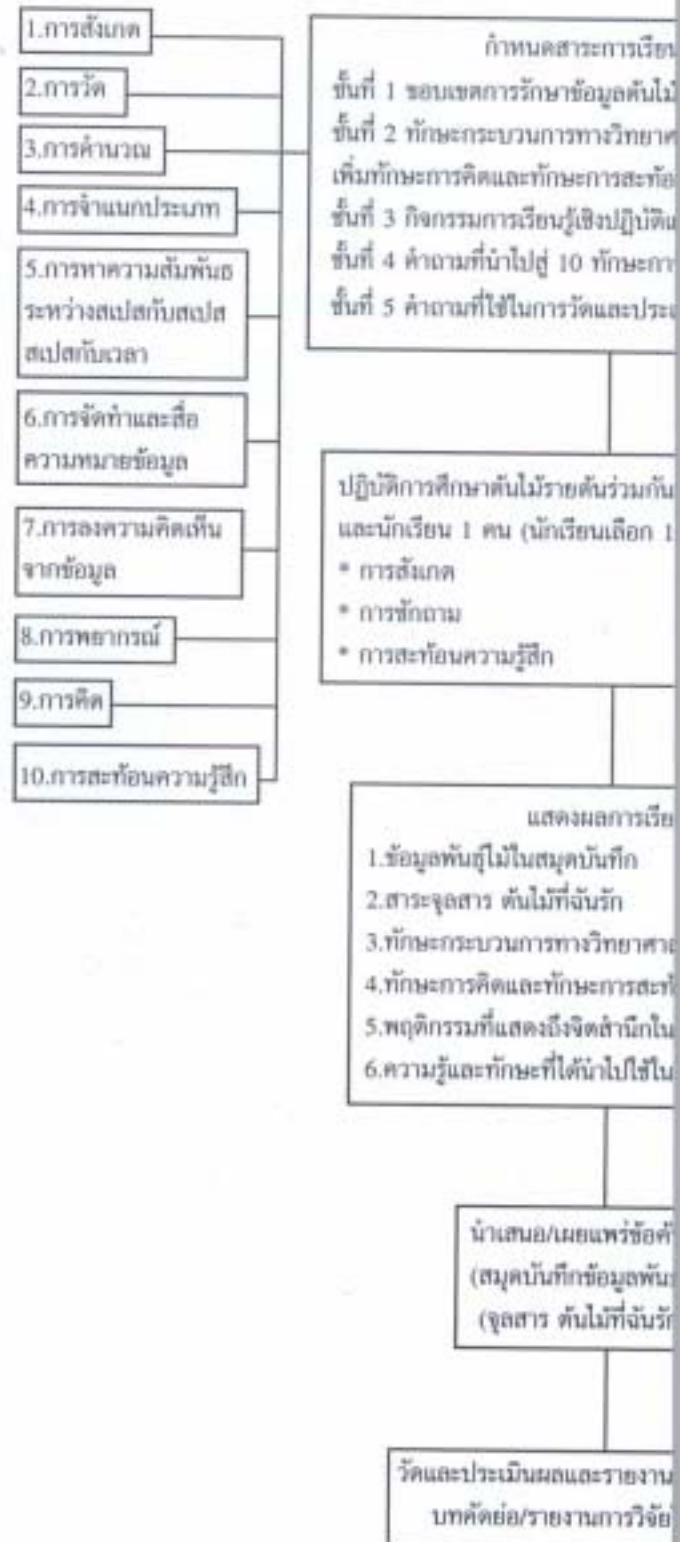 1.การสังเกต
2.การวัด
3.การคำนวณ
4.การจำแนกประเภท
5.การหาความสัมพันธ
ระหว่างสเปสกับสเปส
สเปสกับเวลา
6.การจัดทำและสื่อ
ความหมายข้อมูล
7.การลงความคิดเห็น
จากข้อมูล
8.การพยากรณ์
9.การคิด
10.การสะท้อนความรู้สึก
กำหนดสาระการเรียน
ขั้นที่ 1 ขอบเขตการรักษาข้อมูลต้นไม้
ขั้นที่ 2 ทักษะกระบวนการทางวิทยาศ
เพิ่มทักษะการคิดและทักษะการสะท้อ
ขั้นที่ 3 กิจกรรมการเรียนรู้เชิงปฏิบัติแ
ขั้นที่ 4 คำถามที่นำไปสู่ 10 ทักษะกา
ขั้นที่ 5 คำถามที่ใช้ในการวัดและประเ
ปฏิบัติการศึกษาต้นไม้รายต้นร่วมกัน
และนักเรียน 1 คน (นักเรียนเลือก 1
* การสังเกต
* การซักถาม
* การสะท้อนความรู้สึก
แสดงผลการเรีย
1.ข้อมูลพันธุ์ไม้ในสมุดบันทึก
2.สาระจุลสาร ต้นไม้ที่ฉันรัก
3.ทักษะกระบวนการทางวิทยาศา
4.ทักษะการคิดและทักษะการสะท้
5.พฤติกรรมที่แสดงถึงจิตสำนึกใน
6.ความรู้และทักษะที่ได้นำไปใช้ใน
นำเสนอ/เผยแพร่ข้อค้
(สมุดบันทึกข้อมูลพัน
(จุลสาร ต้นไม้ที่ฉันรัก
วัดและประเมินผลและรายงาน
บทคัดย่อ/รายงานการวิจัย